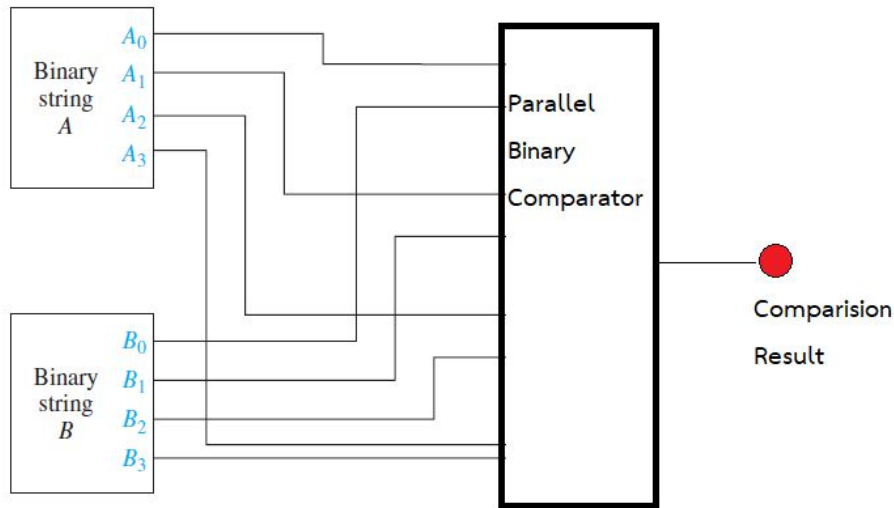 Binary
string
A
A0
A1
A2
A3
Binary
string
B
B0
B1
B2
B3
Parallel
Binary
Comparator
Comparision
Result